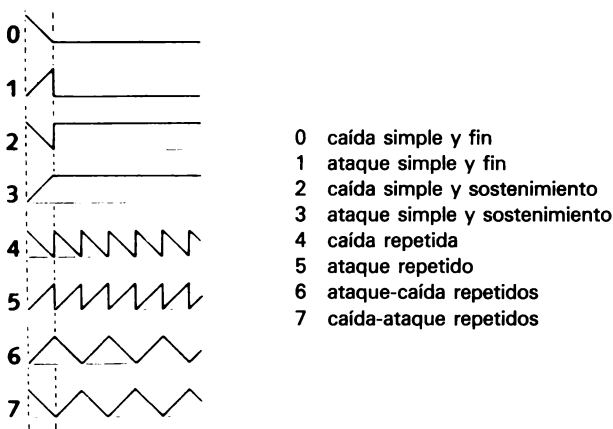 0
1
2
3
4
5
6
7
0 caída simple y fin
1 ataque simple y fin
2 caída simple y sostenimiento
3 ataque simple y sostenimiento
4 caída repetida
5 ataque repetido
6 ataque-caída repetidos
7 caída-ataque repetidos